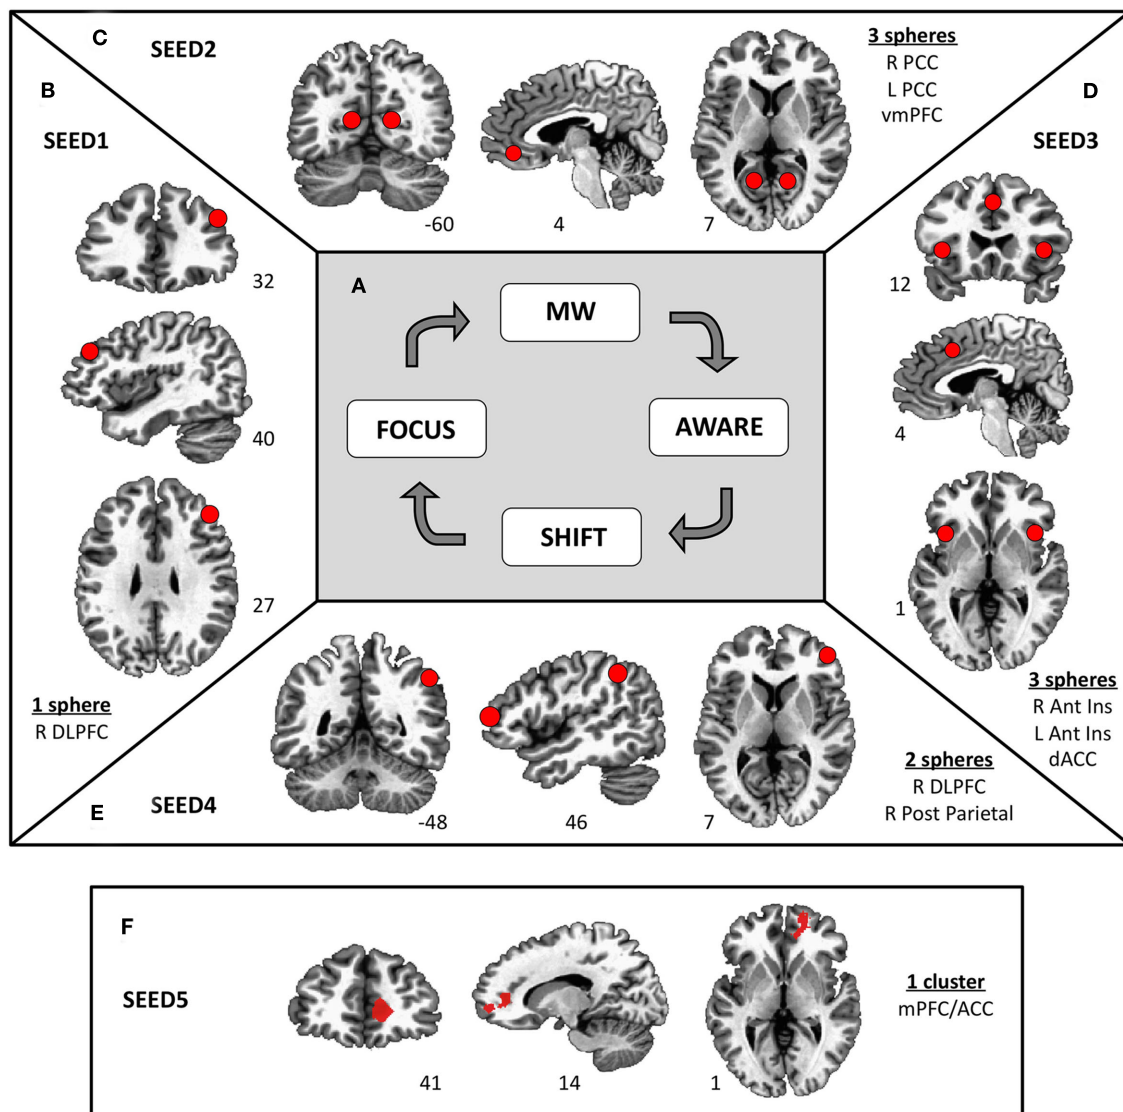 C
SEED2
3 spheres
R PCC
L PCC
vmPFC
-60
4
7
B
SEED1
32
40
27
1 sphere
R DLPFC
D
SEED3
12
4
1
3 spheres
R Ant Ins
L Ant Ins
dACC
A
MW
FOCUS
AWARE
SHIFT
E
SEED4
-48
46
7
2 spheres
R DLPFC
R Post Parietal
F
SEED5
41
14
1
1 cluster
mPFC/ACC